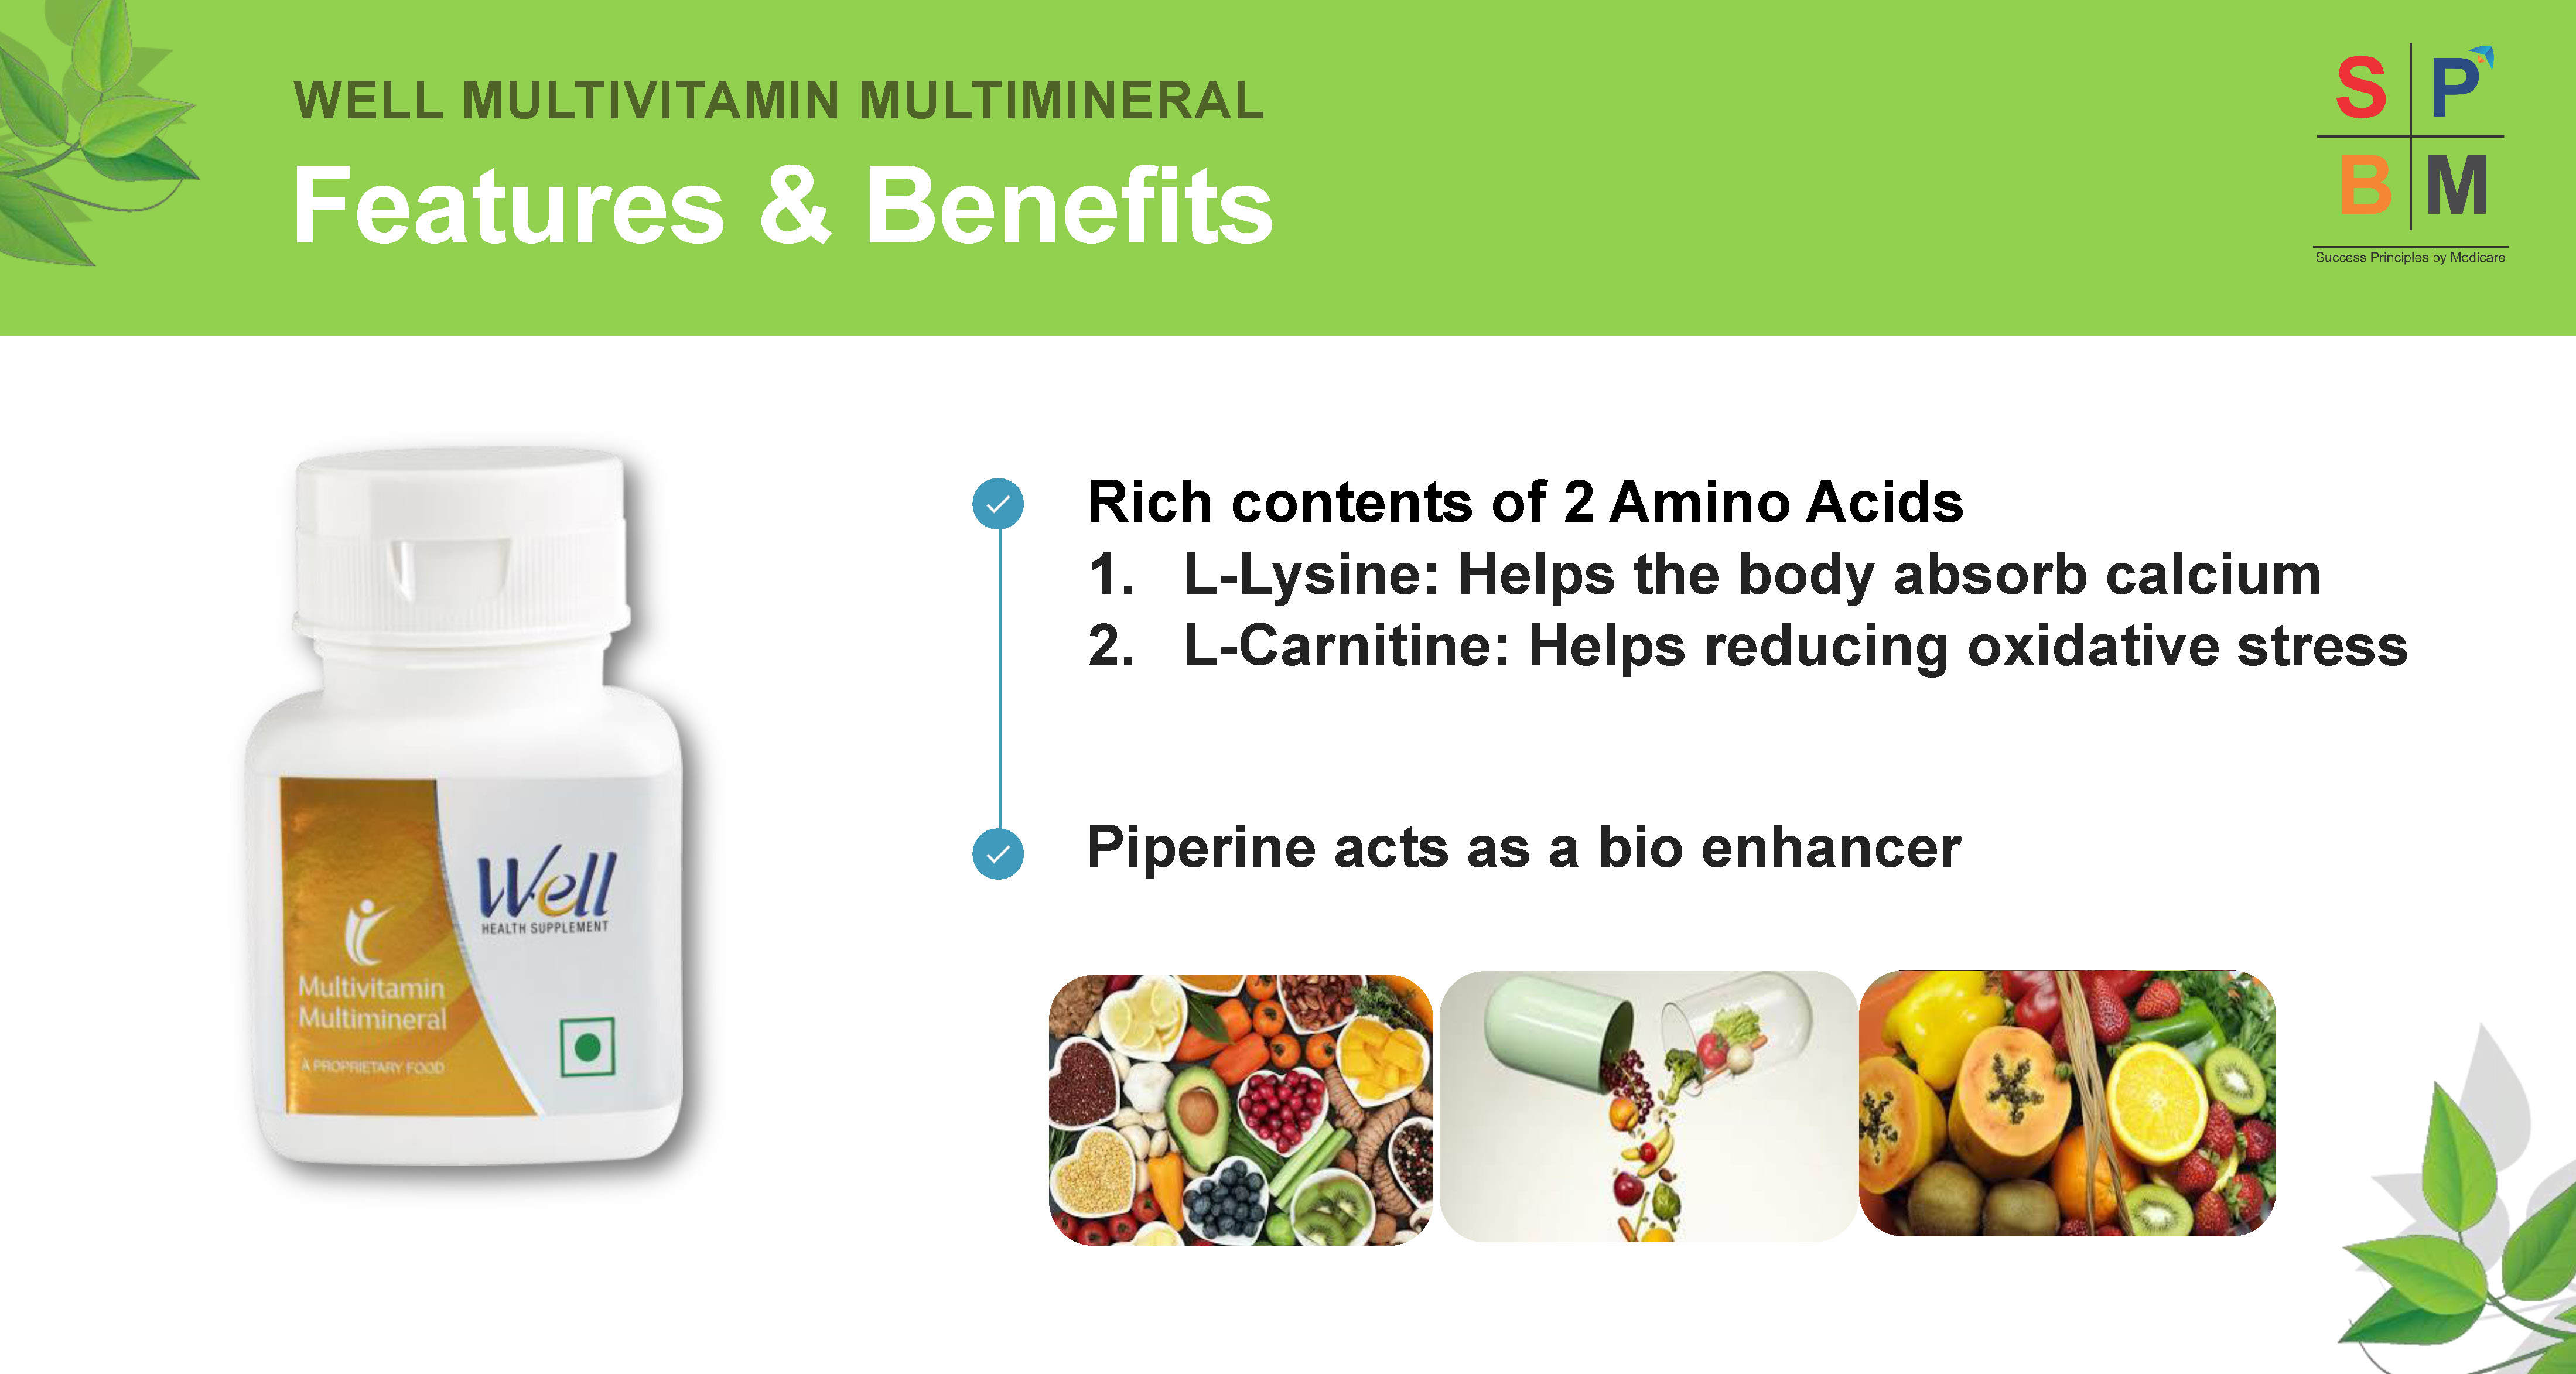 WELL MULTIVITAMIN MULTIMINERAL
Features & Benefits
S P
B M
Success Principles by Modicare
Rich contents of 2 Amino Acids
1. L-Lysine: Helps the body absorb calcium
2. L-Carnitine: Helps reducing oxidative stress
Piperine acts as a bio enhancer
Well
HEALTH SUPPLEMENT
Multivitamin
Multimineral
A PROPRIETARY FOOD